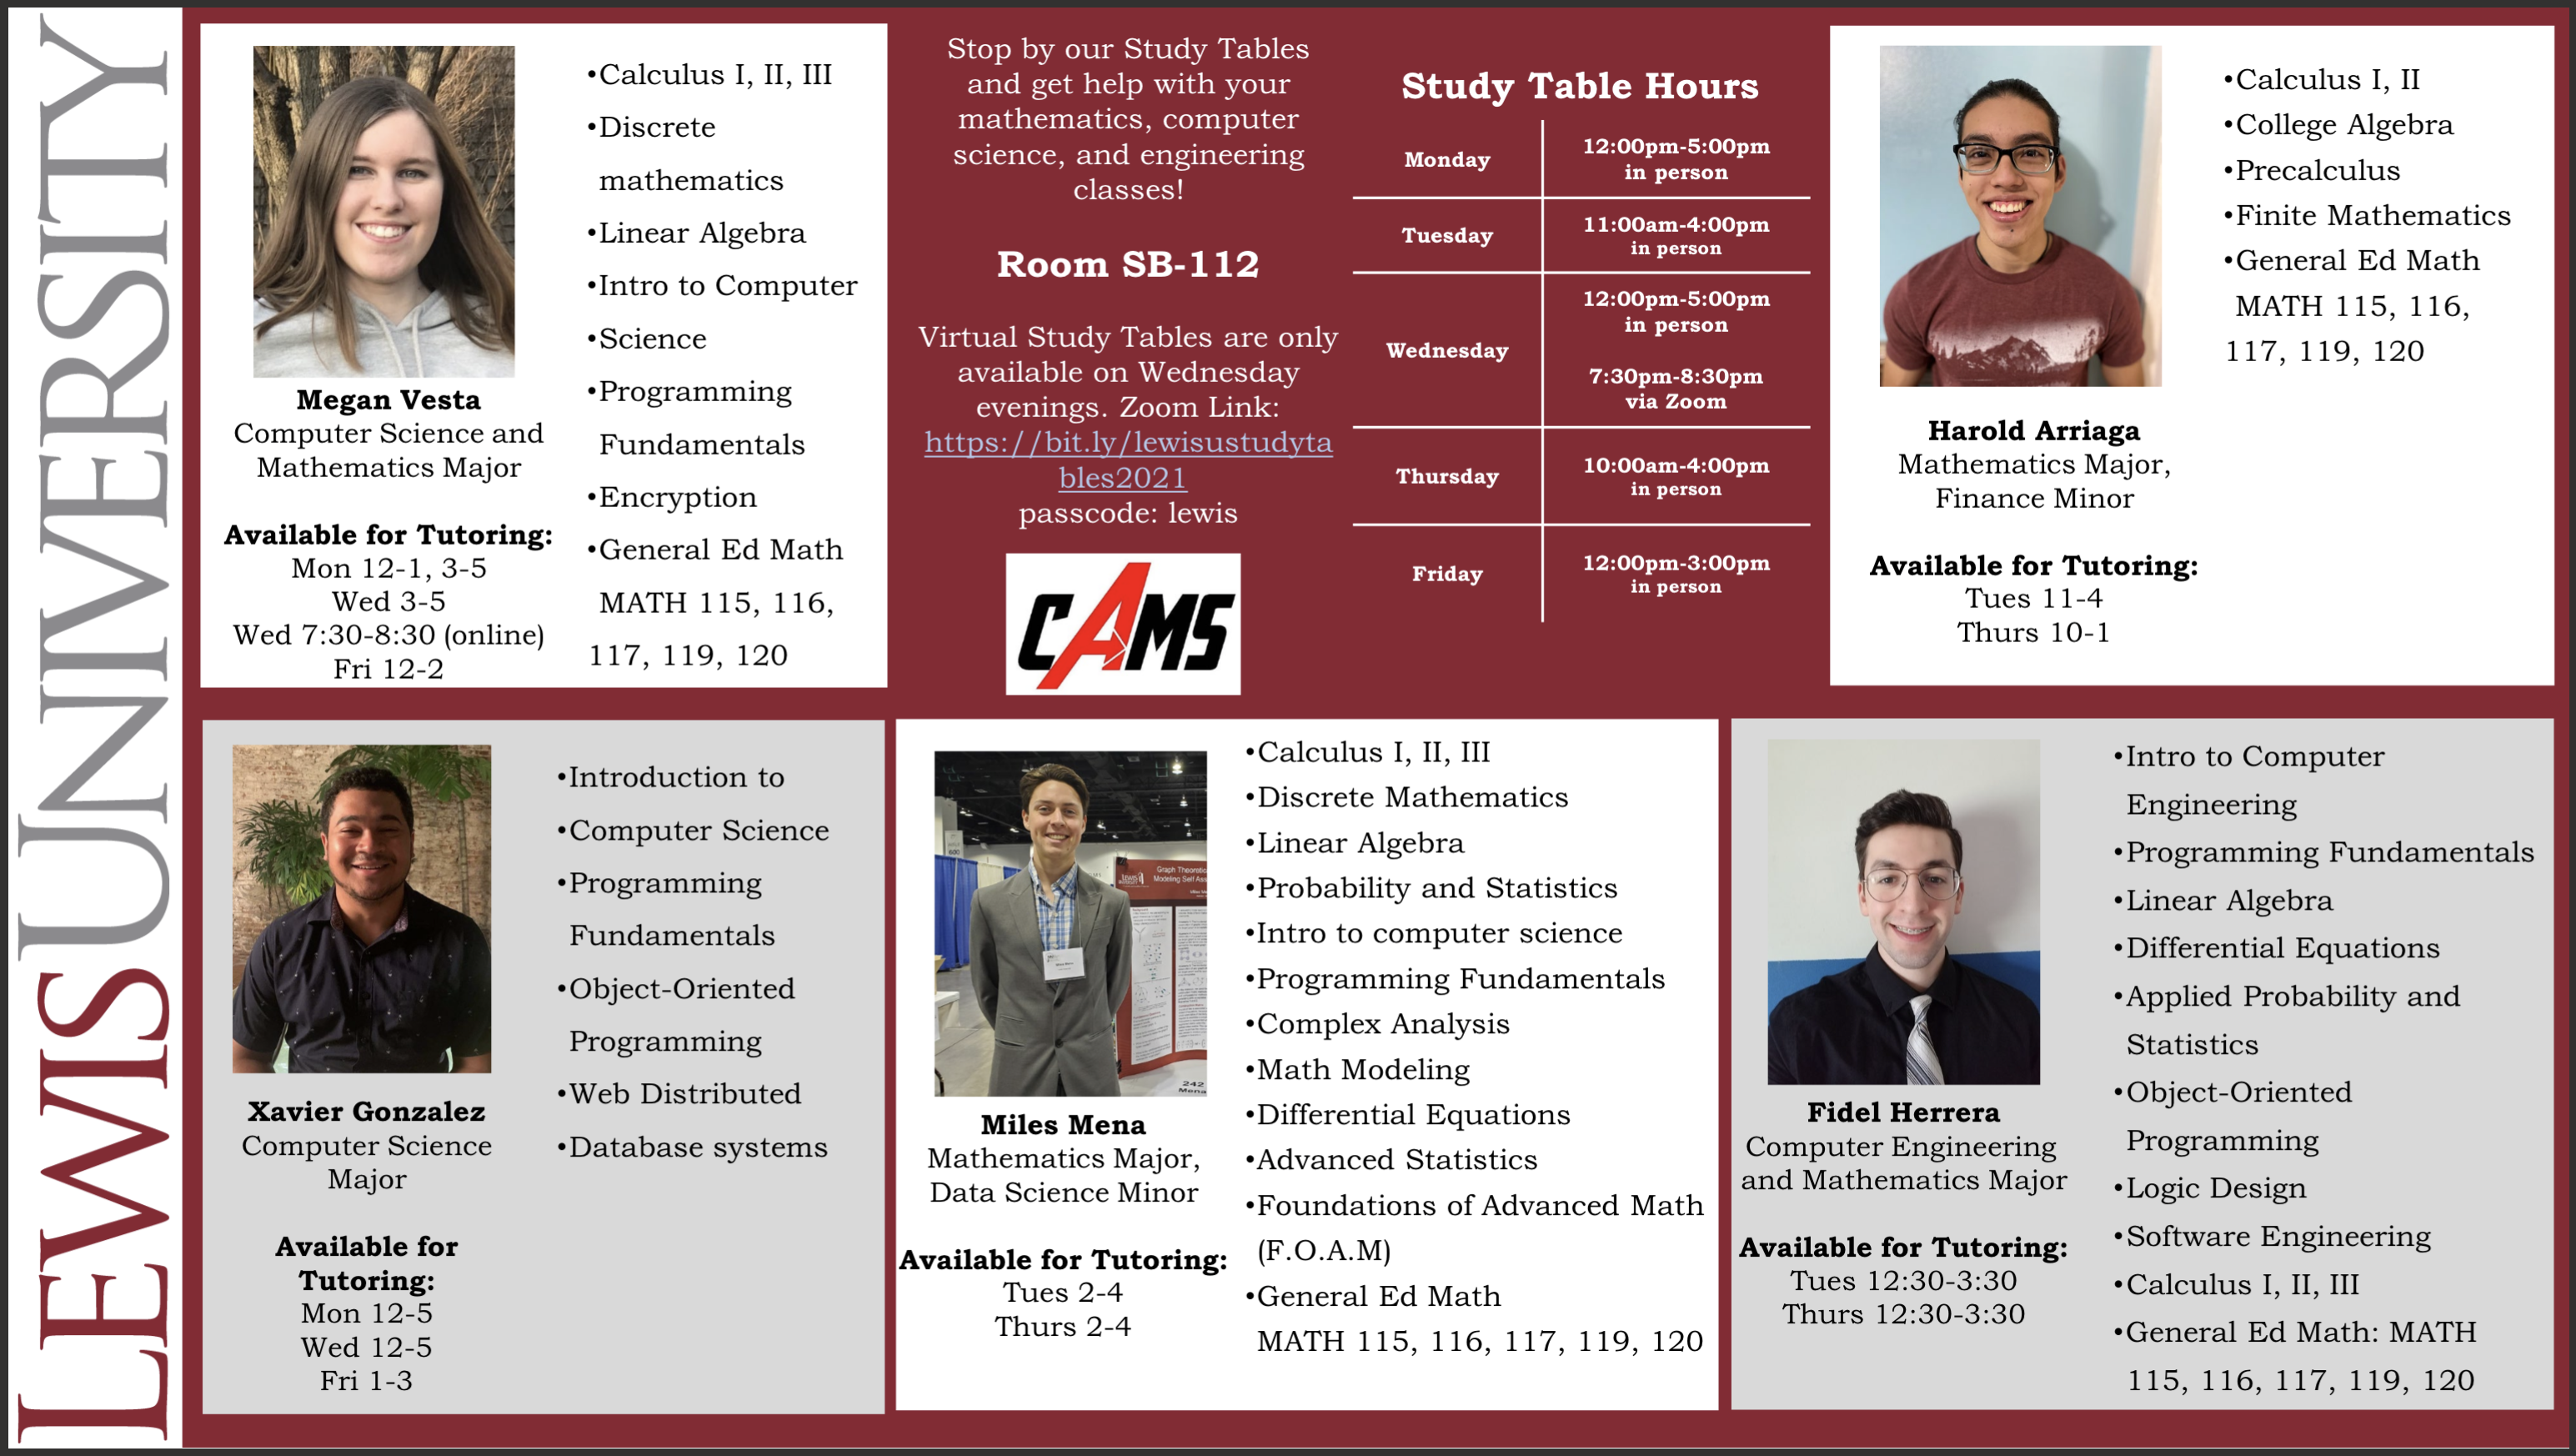 LEWIS UNIVERSITY
•Calculus I, II, III
•Discrete
mathematics
•Linear Algebra
•Intro to Computer
•Science
•Programming
Fundamentals
•Encryption
•General Ed Math
MATH 115, 116,
117, 119, 120
Megan Vesta
Computer Science and
Mathematics Major
Available for Tutoring:
Mon 12-1, 3-5
Wed 3-5
Wed 7:30-8:30 (online)
Fri 12-2
Stop by our Study Tables
and get help with your
mathematics, computer
science, and engineering
classes!
Room SB-112
Virtual Study Tables are only
available on Wednesday
evenings. Zoom Link:
https://bit.ly/lewisustudyta
bles2021
passcode: lewis
CAMS
Study Table Hours
Monday
12:00pm-5:00pm
in person
Tuesday
11:00am-4:00pm
in person
Wednesday
12:00pm-5:00pm
in person
7:30pm-8:30pm
via Zoom
Thursday
10:00am-4:00pm
in person
Friday
12:00pm-3:00pm
in person
•Calculus I, II
•College Algebra
•Precalculus
•Finite Mathematics
•General Ed Math
MATH 115, 116,
117, 119, 120
Harold Arriaga
Mathematics Major,
Finance Minor
Available for Tutoring:
Tues 11-4
Thurs 10-1
•Introduction to
•Computer Science
•Programming
Fundamentals
•Object-Oriented
Programming
•Web Distributed
•Database systems
Xavier Gonzalez
Computer Science
Major
Available for
Tutoring:
Mon 12-5
Wed 12-5
Fri 1-3
Graph Theoretic
Modeling Self As
242
Mena
•Calculus I, II, III
•Discrete Mathematics
•Linear Algebra
•Probability and Statistics
•Intro to computer science
•Programming Fundamentals
•Complex Analysis
•Math Modeling
•Differential Equations
•Advanced Statistics
•Foundations of Advanced Math
(F.O.A.M)
•General Ed Math
MATH 115, 116, 117, 119, 120
Miles Mena
Mathematics Major,
Data Science Minor
Available for Tutoring:
Tues 2-4
Thurs 2-4
•Intro to Computer
Engineering
•Programming Fundamentals
•Linear Algebra
•Differential Equations
•Applied Probability and
Statistics
•Object-Oriented
Programming
•Logic Design
•Software Engineering
•Calculus I, II, III
•General Ed Math: MATH
115, 116, 117, 119, 120
Fidel Herrera
Computer Engineering
and Mathematics Major
Available for Tutoring:
Tues 12:30-3:30
Thurs 12:30-3:30